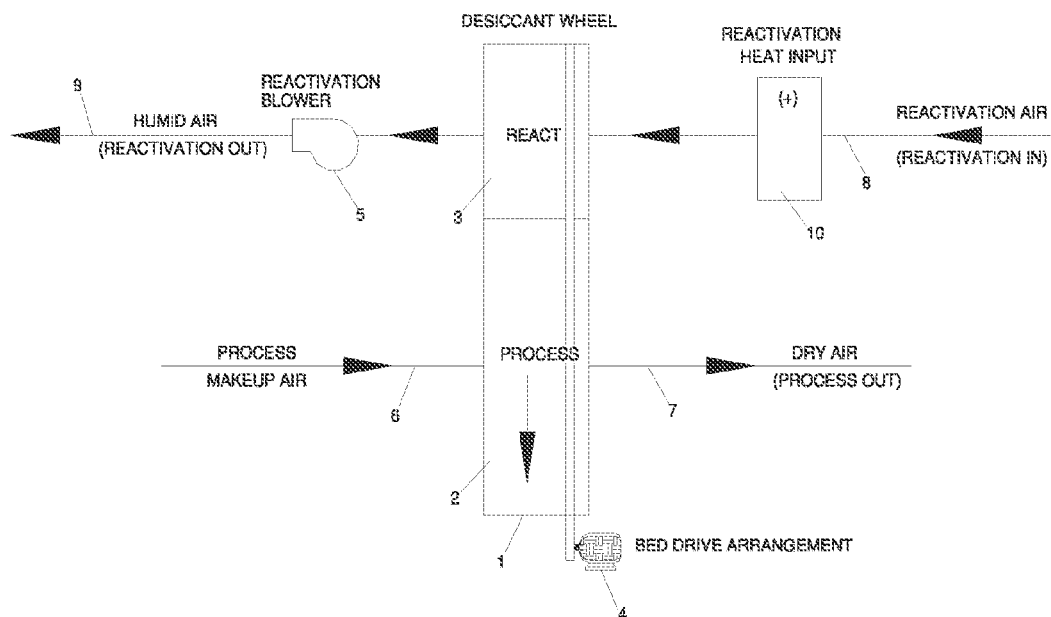 DESICCANT WHEEL
REACTIVATION
HEAT INPUT
9
REACTIVATION
BLOWER
(+)
HUMID AIR
(REACTIVATION OUT)
REACT
REACTIVATION AIR
(REACTIVATION IN)
8
5
3
10
PROCESS
MAKEUP AIR
PROCESS
DRY AIR
(PROCESS OUT)
6
7
2
1
BED DRIVE ARRANGEMENT
4